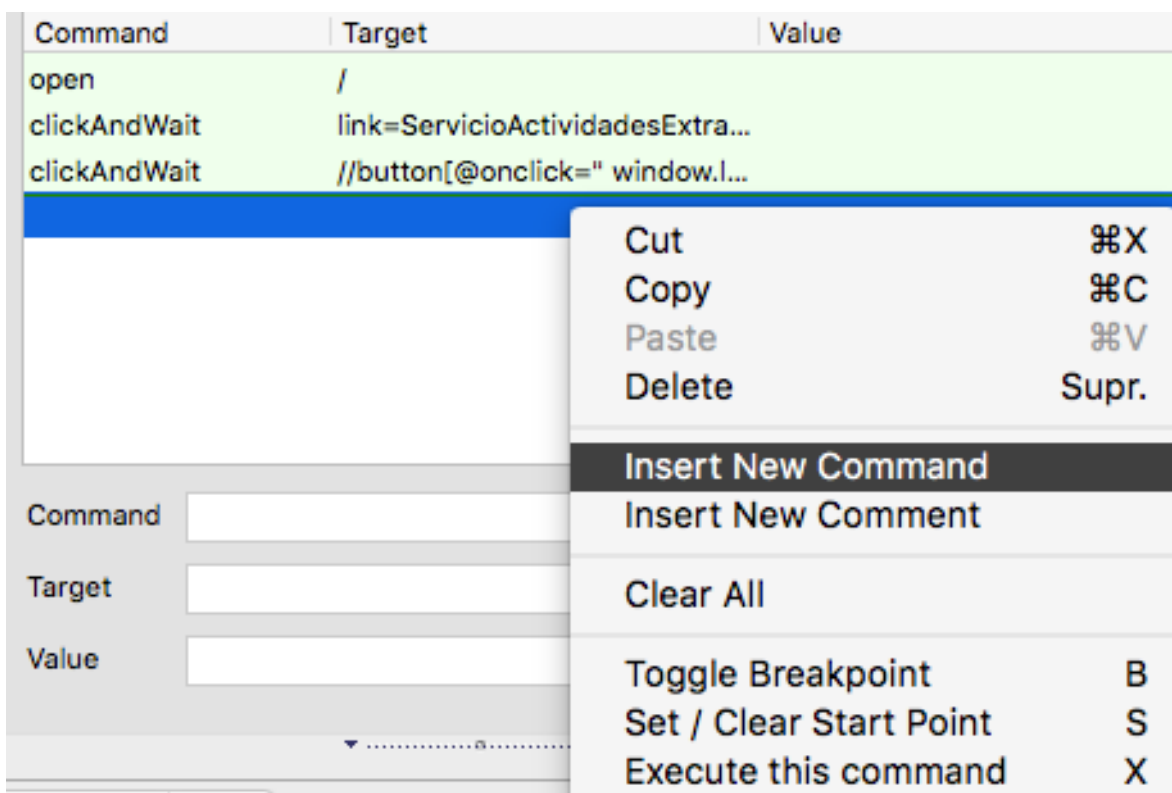 Command Target Value
open /
clickAndWait link=ServicioActividadesExtra...
clickAndWait //button[@onclick=" window.l...
Cut ⌘X
Copy ⌘C
Paste ⌘V
Delete Supr.
Insert New Command
Insert New Comment
Clear All
Toggle Breakpoint B
Set / Clear Start Point S
Execute this command X
Command
Target
Value